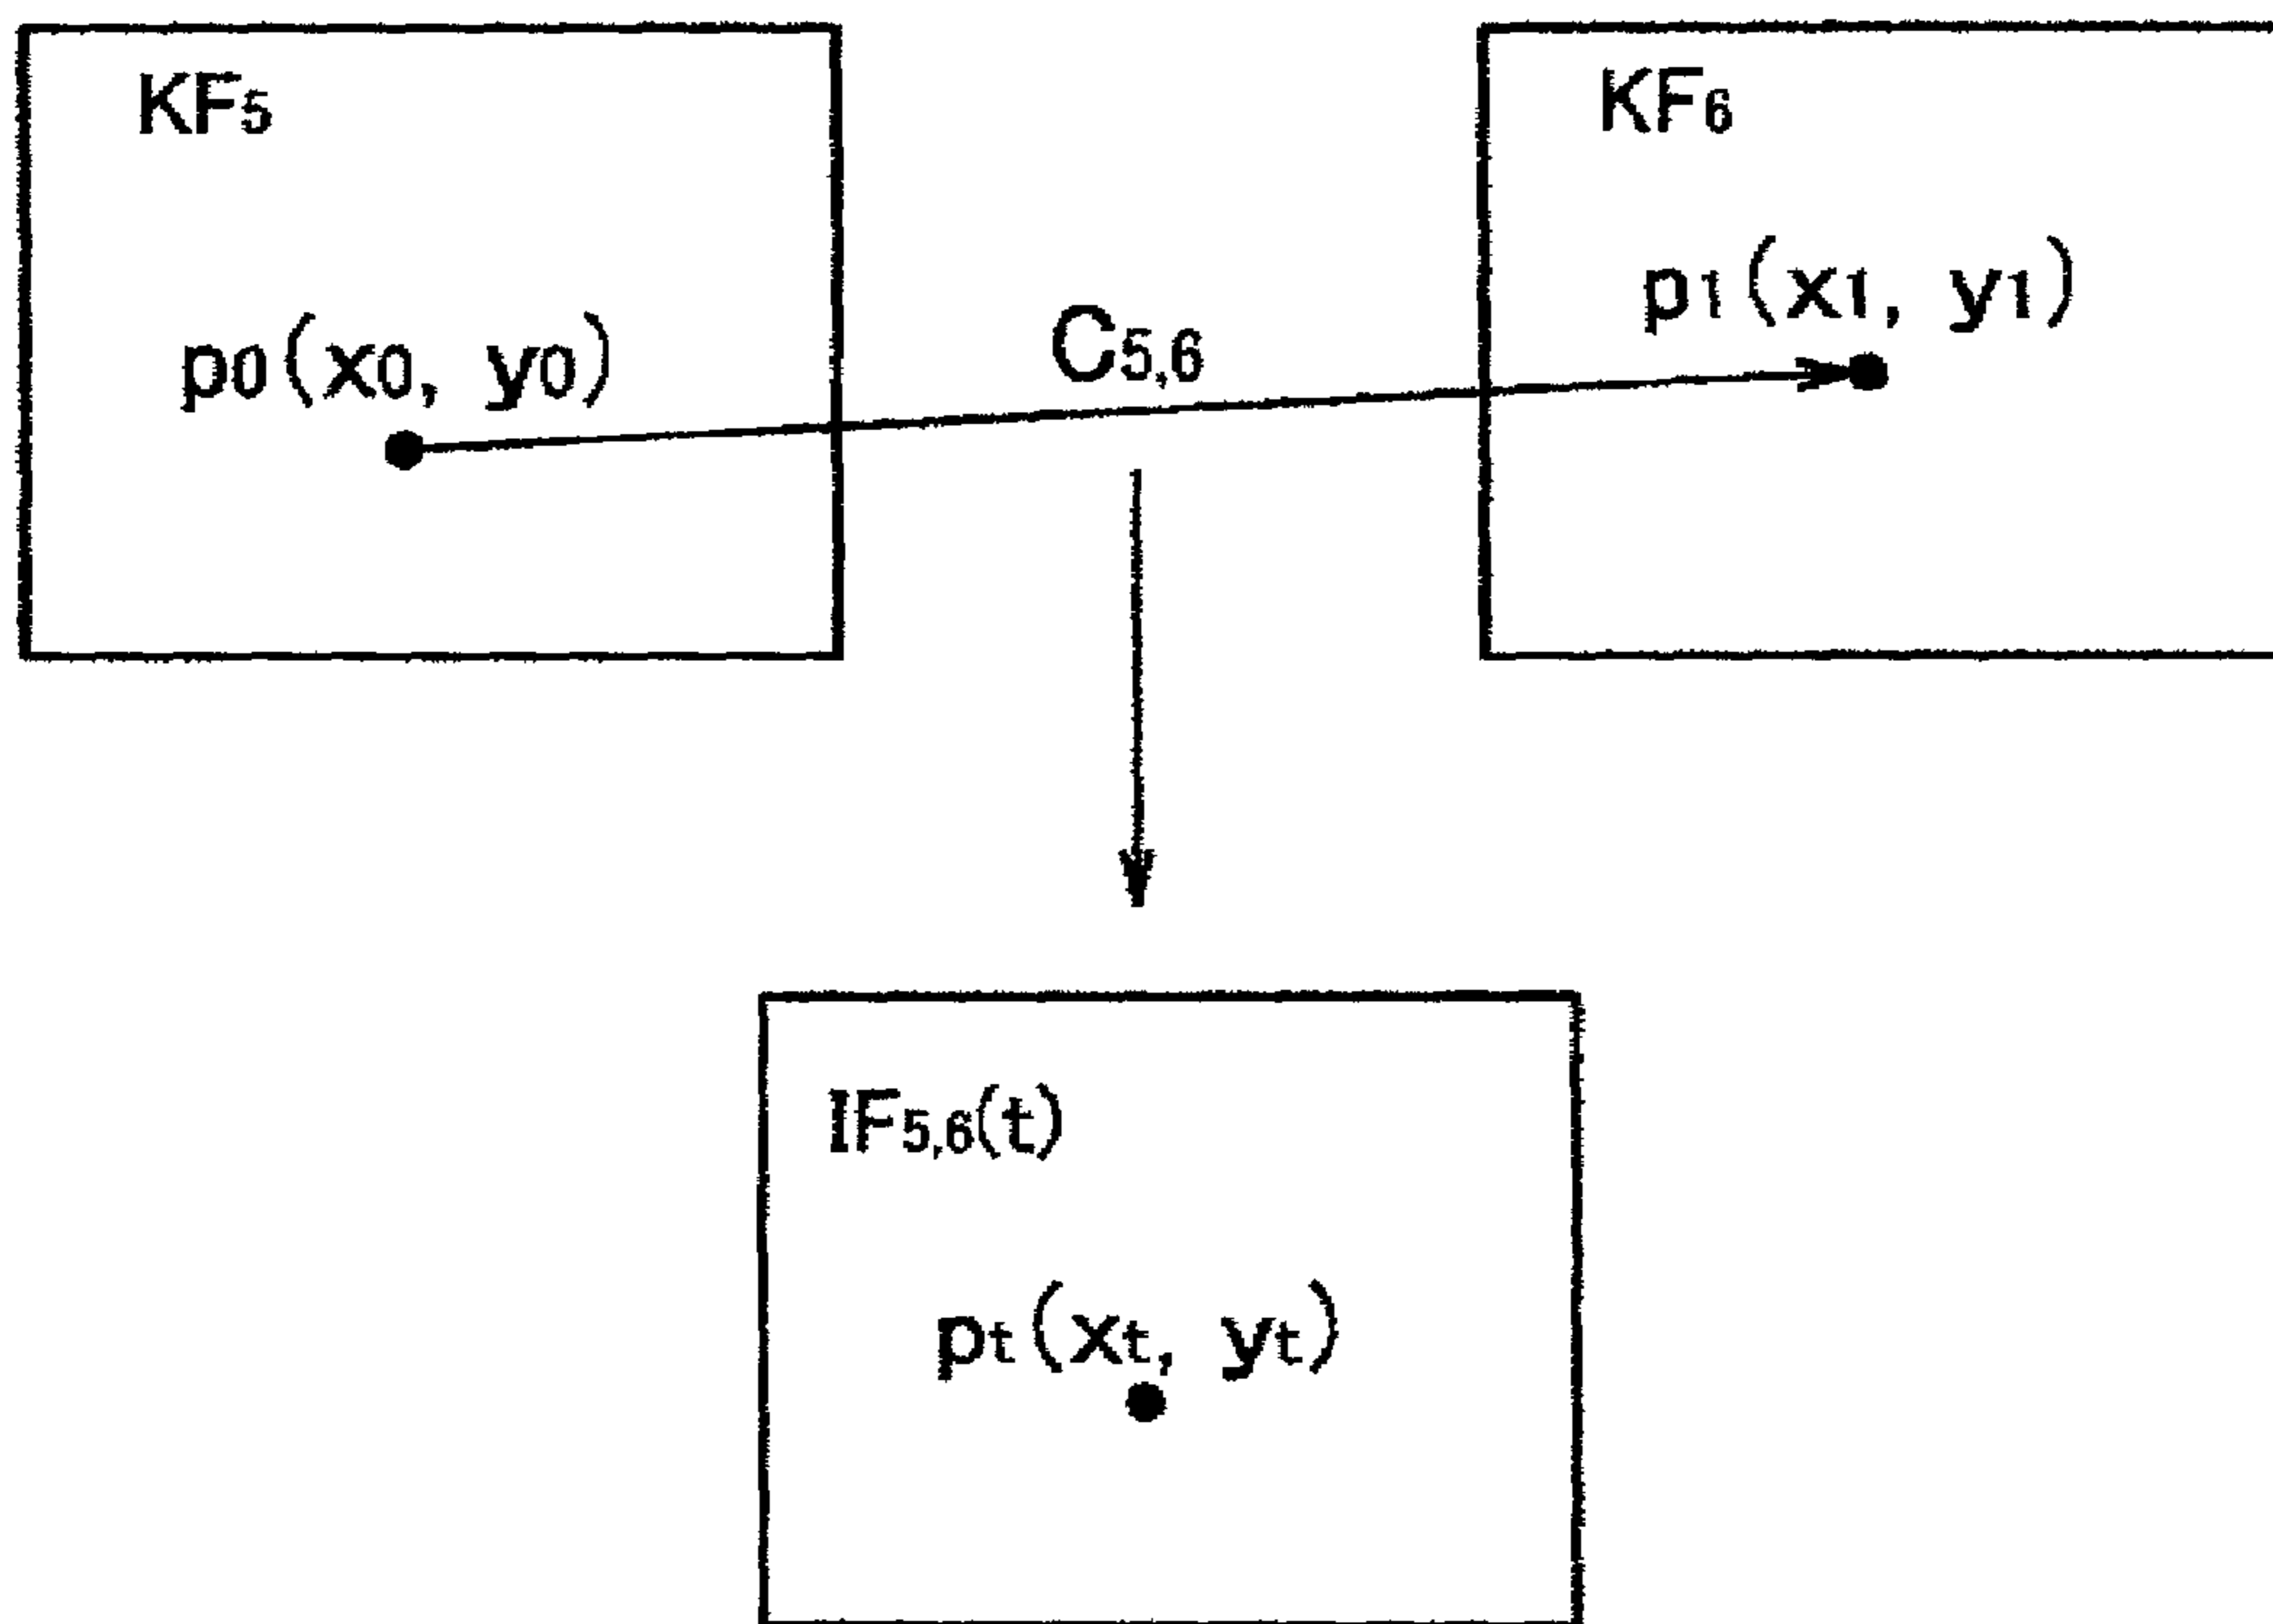 KF5
KF6
p0(x0, y0)
C5,6
p1(x1, y1)
IF5,6(t)
pt(xt, yt)